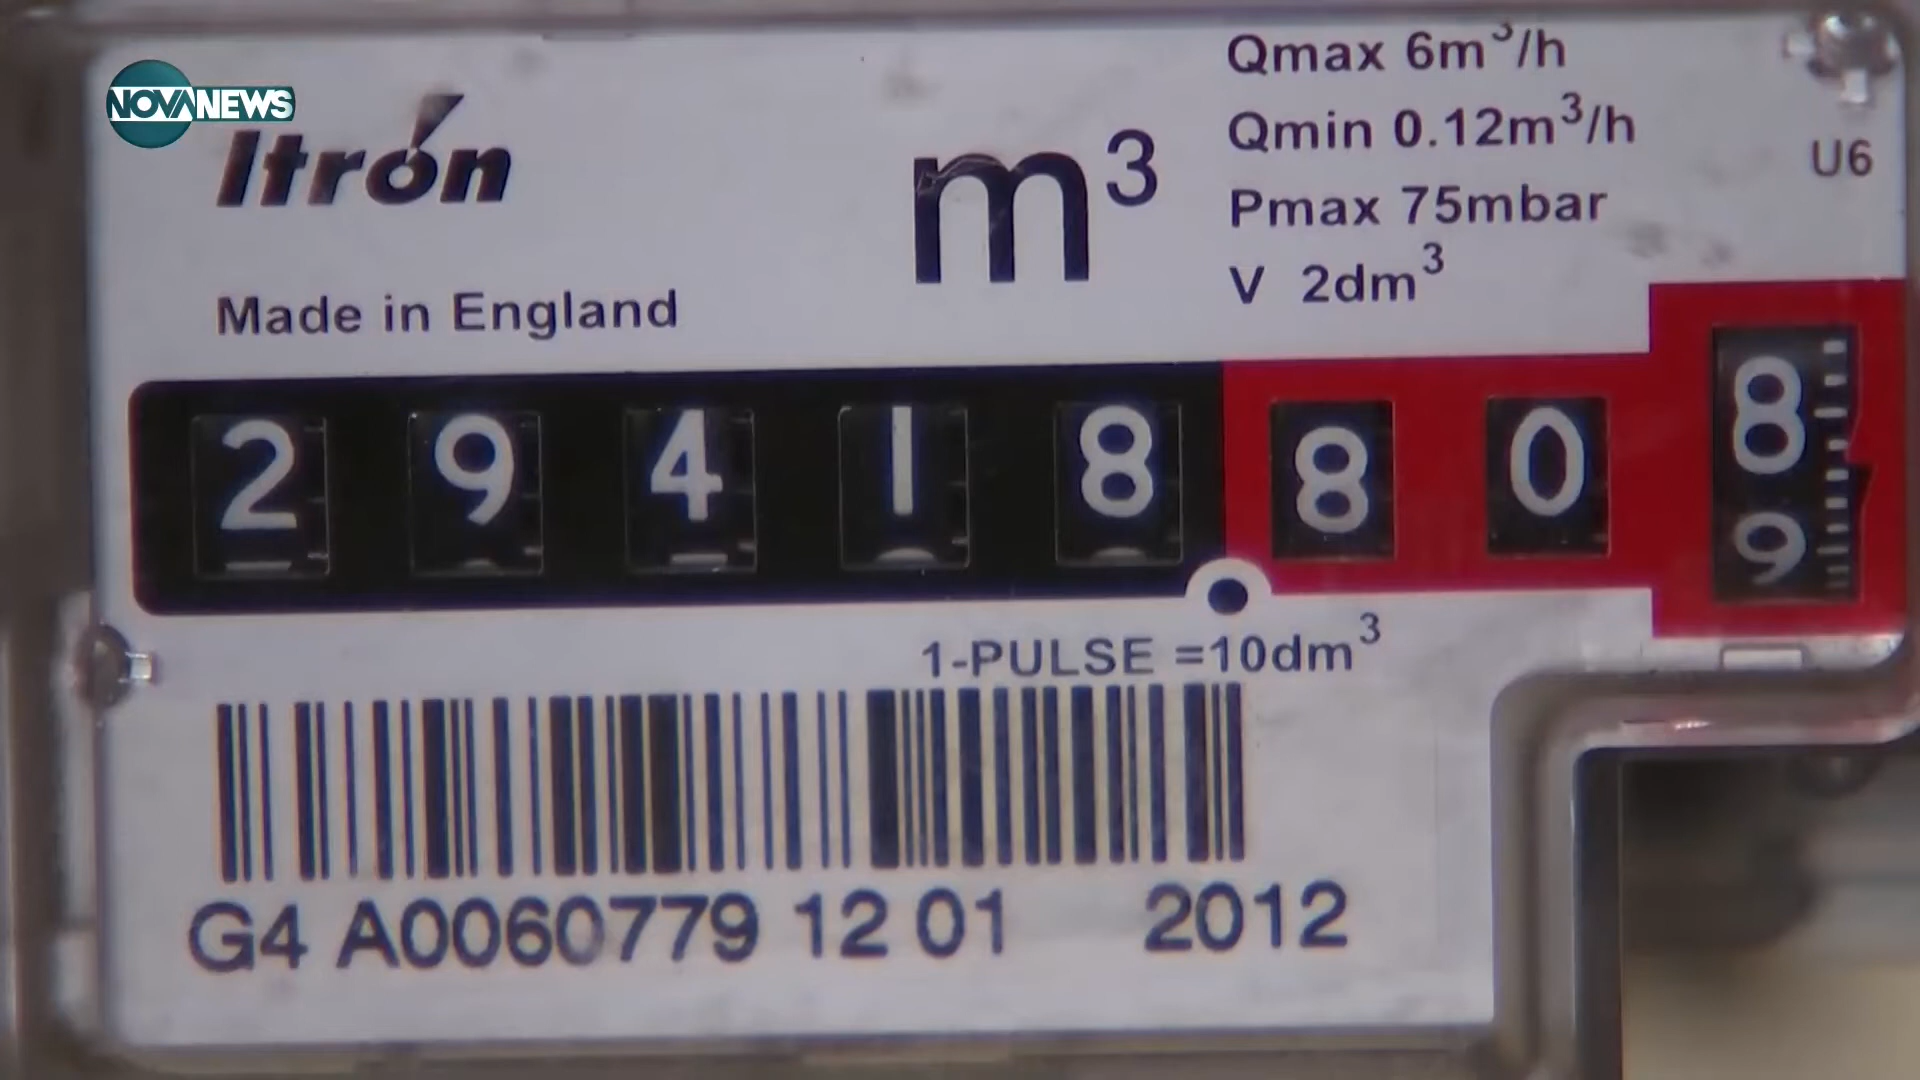 NOVANEWS
Itrón
Made in England
m³
Qmax 6m³/h
Qmin 0.12m³/h
Pmax 75mbar
V 2dm³
U6
2 9 4 1 8 8 0 8
9
1-PULSE =10dm³
G4 A0060779 12 01 2012